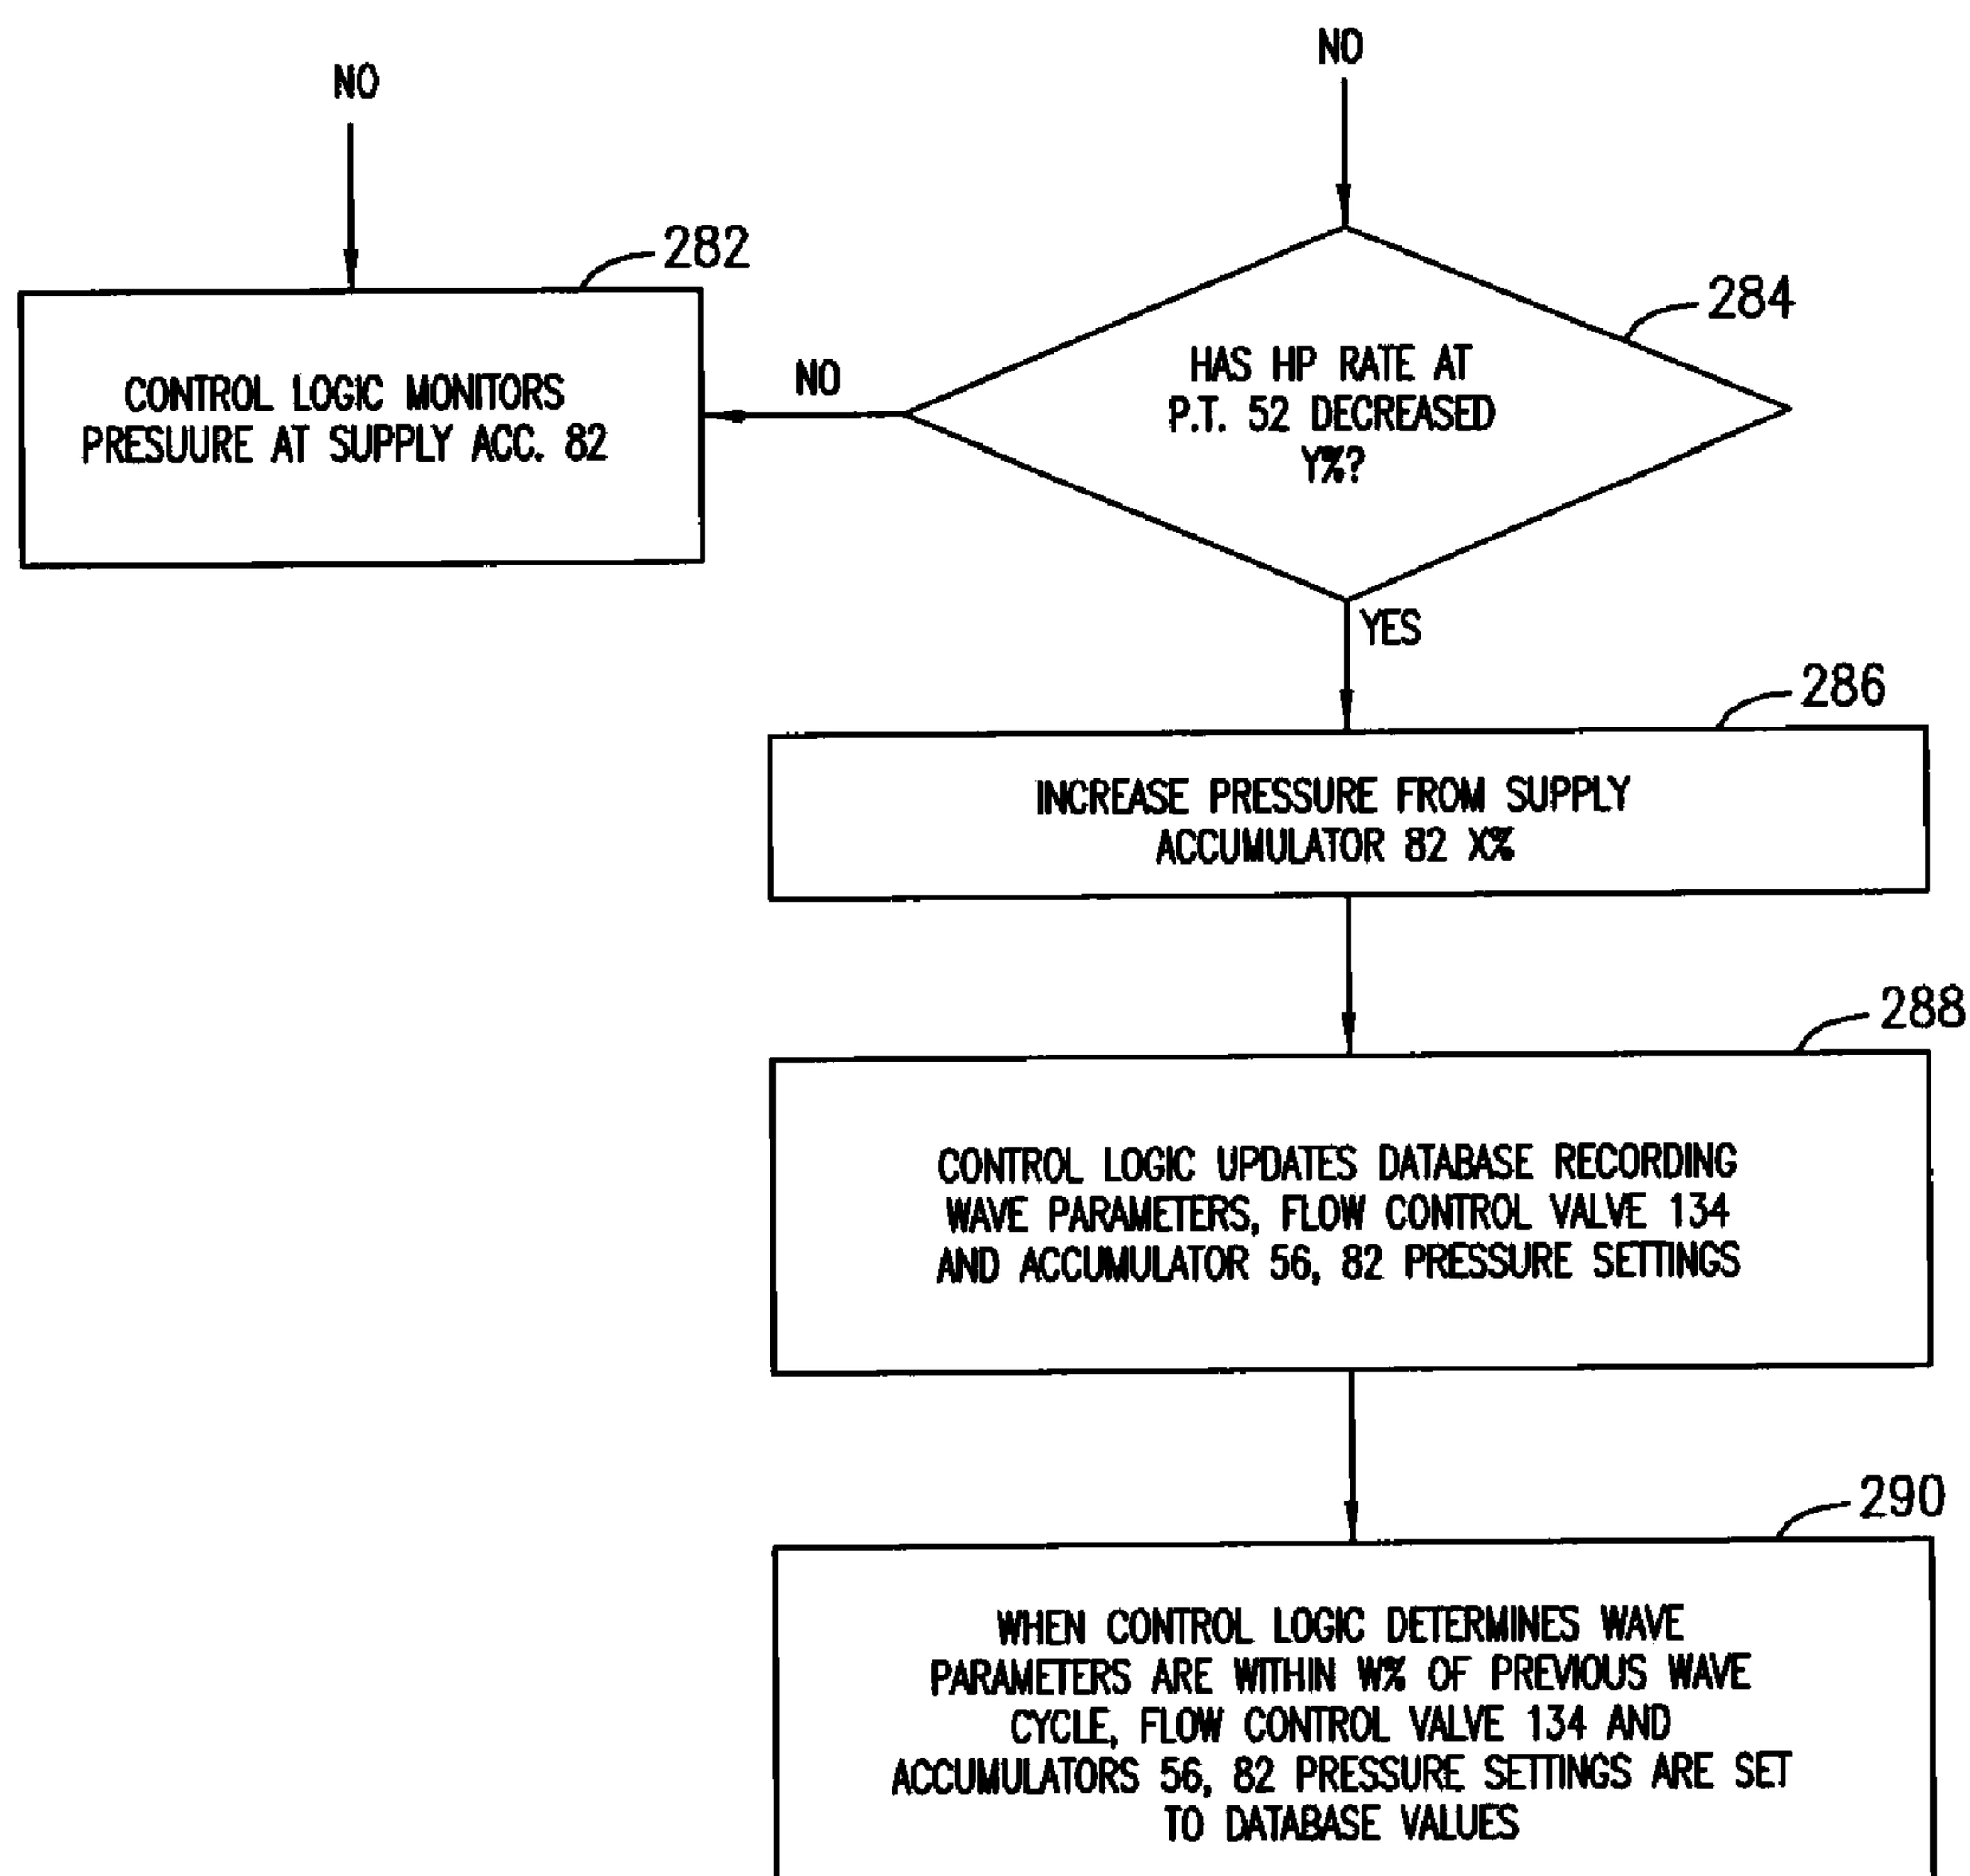 NO
NO
282
CONTROL LOGIC MONITORS
PRESUURE AT SUPPLY ACC. 82
NO
284
HAS HP RATE AT
P.T. 52 DECREASED
Y%?
YES
286
INCREASE PRESSURE FROM SUPPLY
ACCUMULATOR 82 X%
288
CONTROL LOGIC UPDATES DATABASE RECORDING
WAVE PARAMETERS, FLOW CONTROL VALVE 134
AND ACCUMULATOR 56, 82 PRESSURE SETTINGS
290
WHEN CONTROL LOGIC DETERMINES WAVE
PARAMETERS ARE WITHIN W% OF PREVIOUS WAVE
CYCLE, FLOW CONTROL VALVE 134 AND
ACCUMULATORS 56, 82 PRESSURE SETTINGS ARE SET
TO DATABASE VALUES